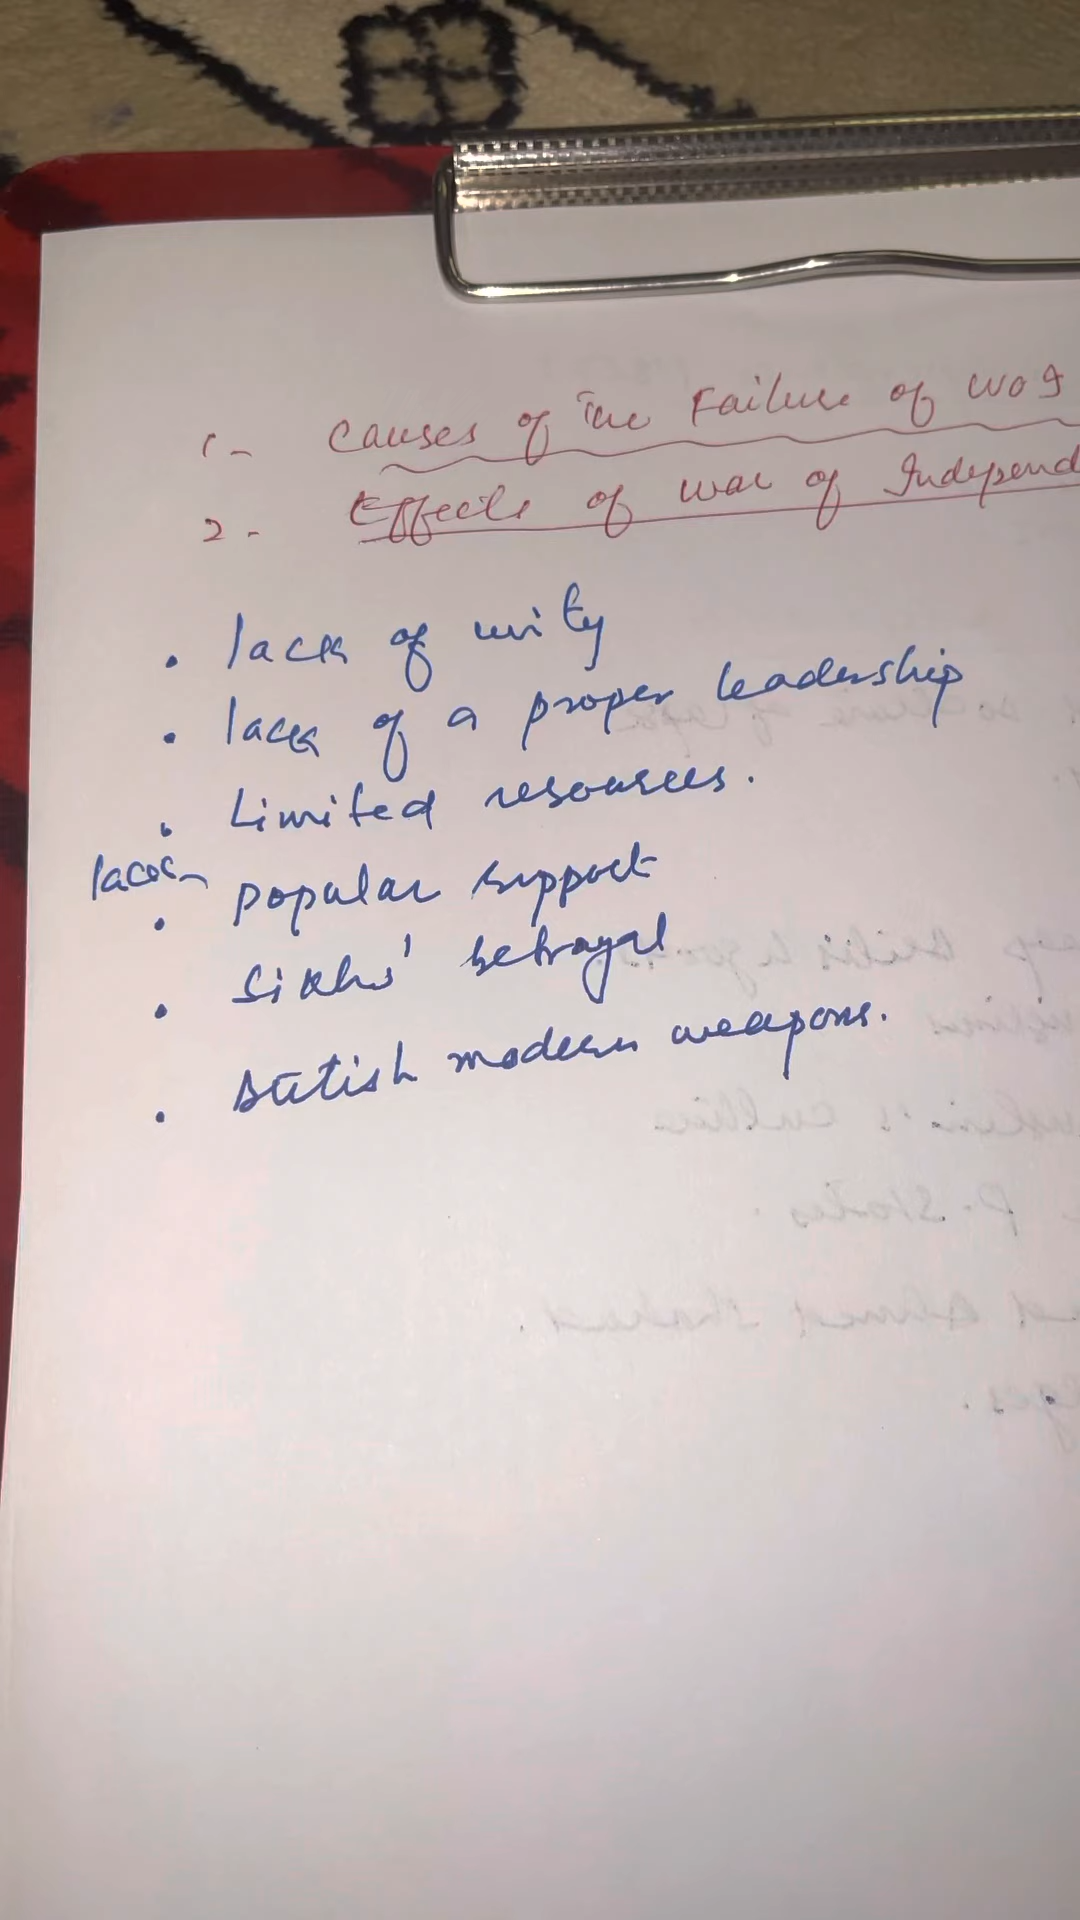 1- Causes of the Failure of WOI
2- Effects of war of Independ
• lack of unity
• lack of a proper leadership
• Limited resources.
lack
• popular support
• Sikhs' betrayal
• British modern weapons.